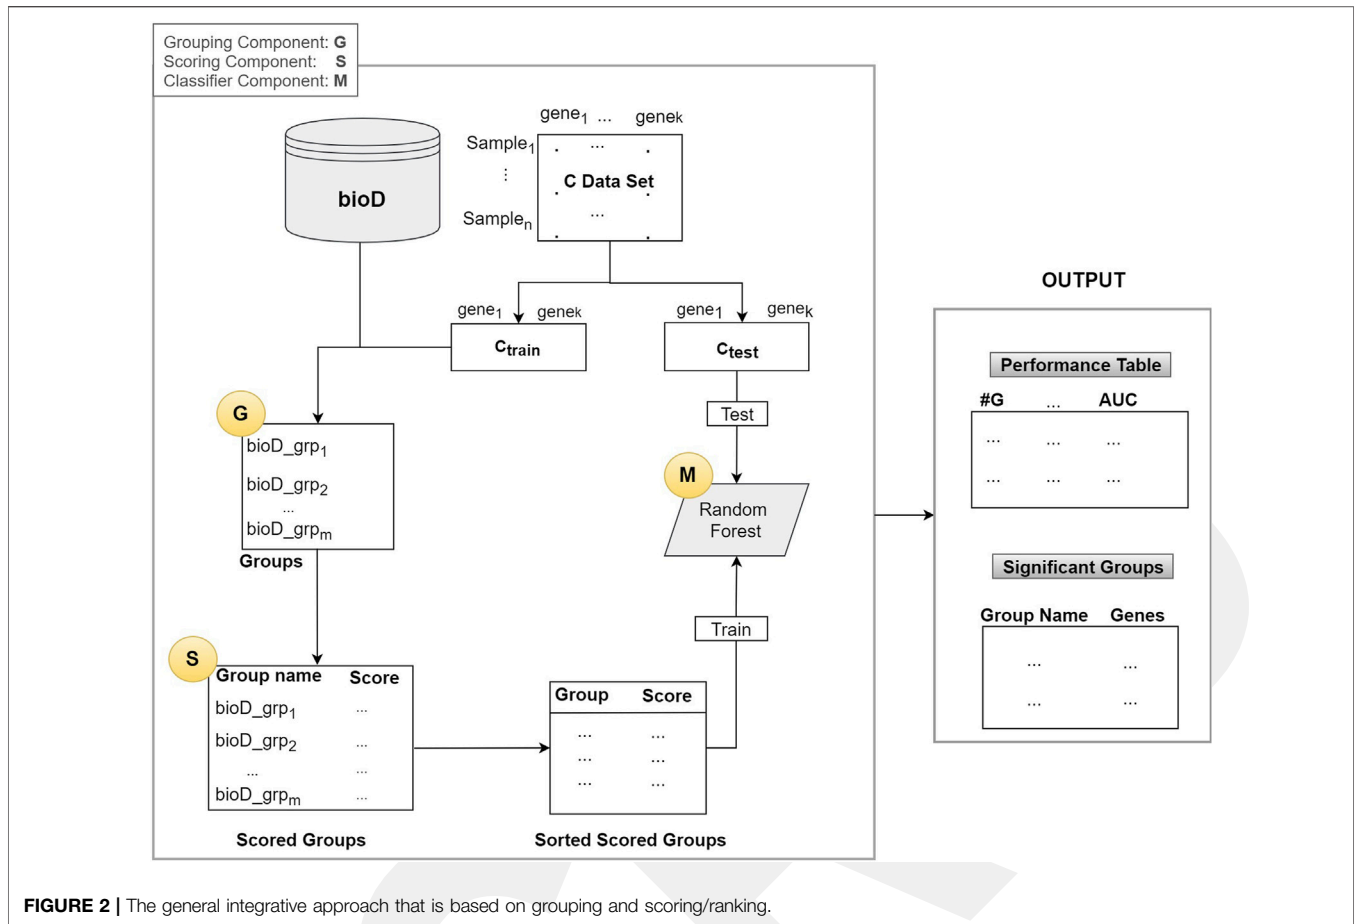 Grouping Component: G
Scoring Component: S
Classifier Component: M
gene1 ... genek
Sample1
...
bioD
C Data Set
⋮
...
Samplen
OUTPUT
gene1 genek
gene1 genek
Ctrain
Ctest
Performance Table
#G ... AUC
... ... ...
... ... ...
G
bioD_grp1
bioD_grp2
...
bioD_grpm
Groups
Test
M
Random
Forest
Significant Groups
Group Name Genes
... ...
... ...
Train
S
Group name Score
bioD_grp1 ...
bioD_grp2 ...
... ...
bioD_grpm ...
Scored Groups
Group Score
... ...
... ...
... ...
Sorted Scored Groups
FIGURE 2 | The general integrative approach that is based on grouping and scoring/ranking.